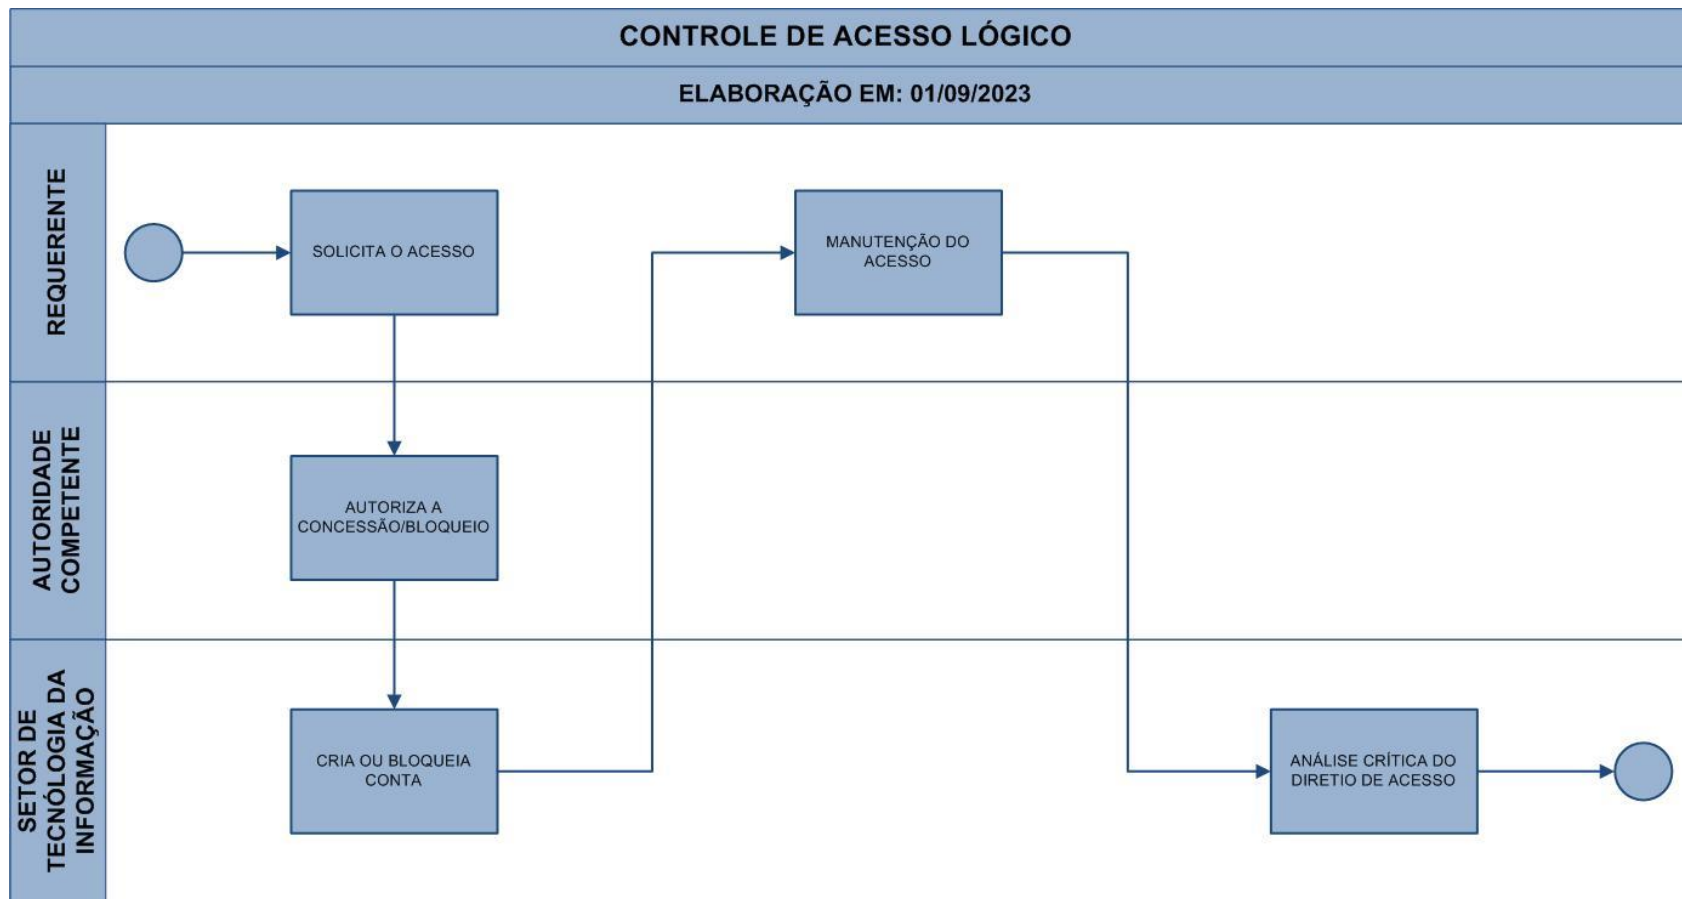 CONTROLE DE ACESSO LÓGICO
ELABORAÇÃO EM: 01/09/2023
REQUERENTE
SOLICITA O ACESSO
MANUTENÇÃO DO
ACESSO
AUTORIDADE
COMPETENTE
AUTORIZA A
CONCESSÃO/BLOQUEIO
SETOR DE
TECNÓLOGIA DA
INFORMAÇÃO
CRIA OU BLOQUEIA
CONTA
ANÁLISE CRÍTICA DO
DIRETIO DE ACESSO